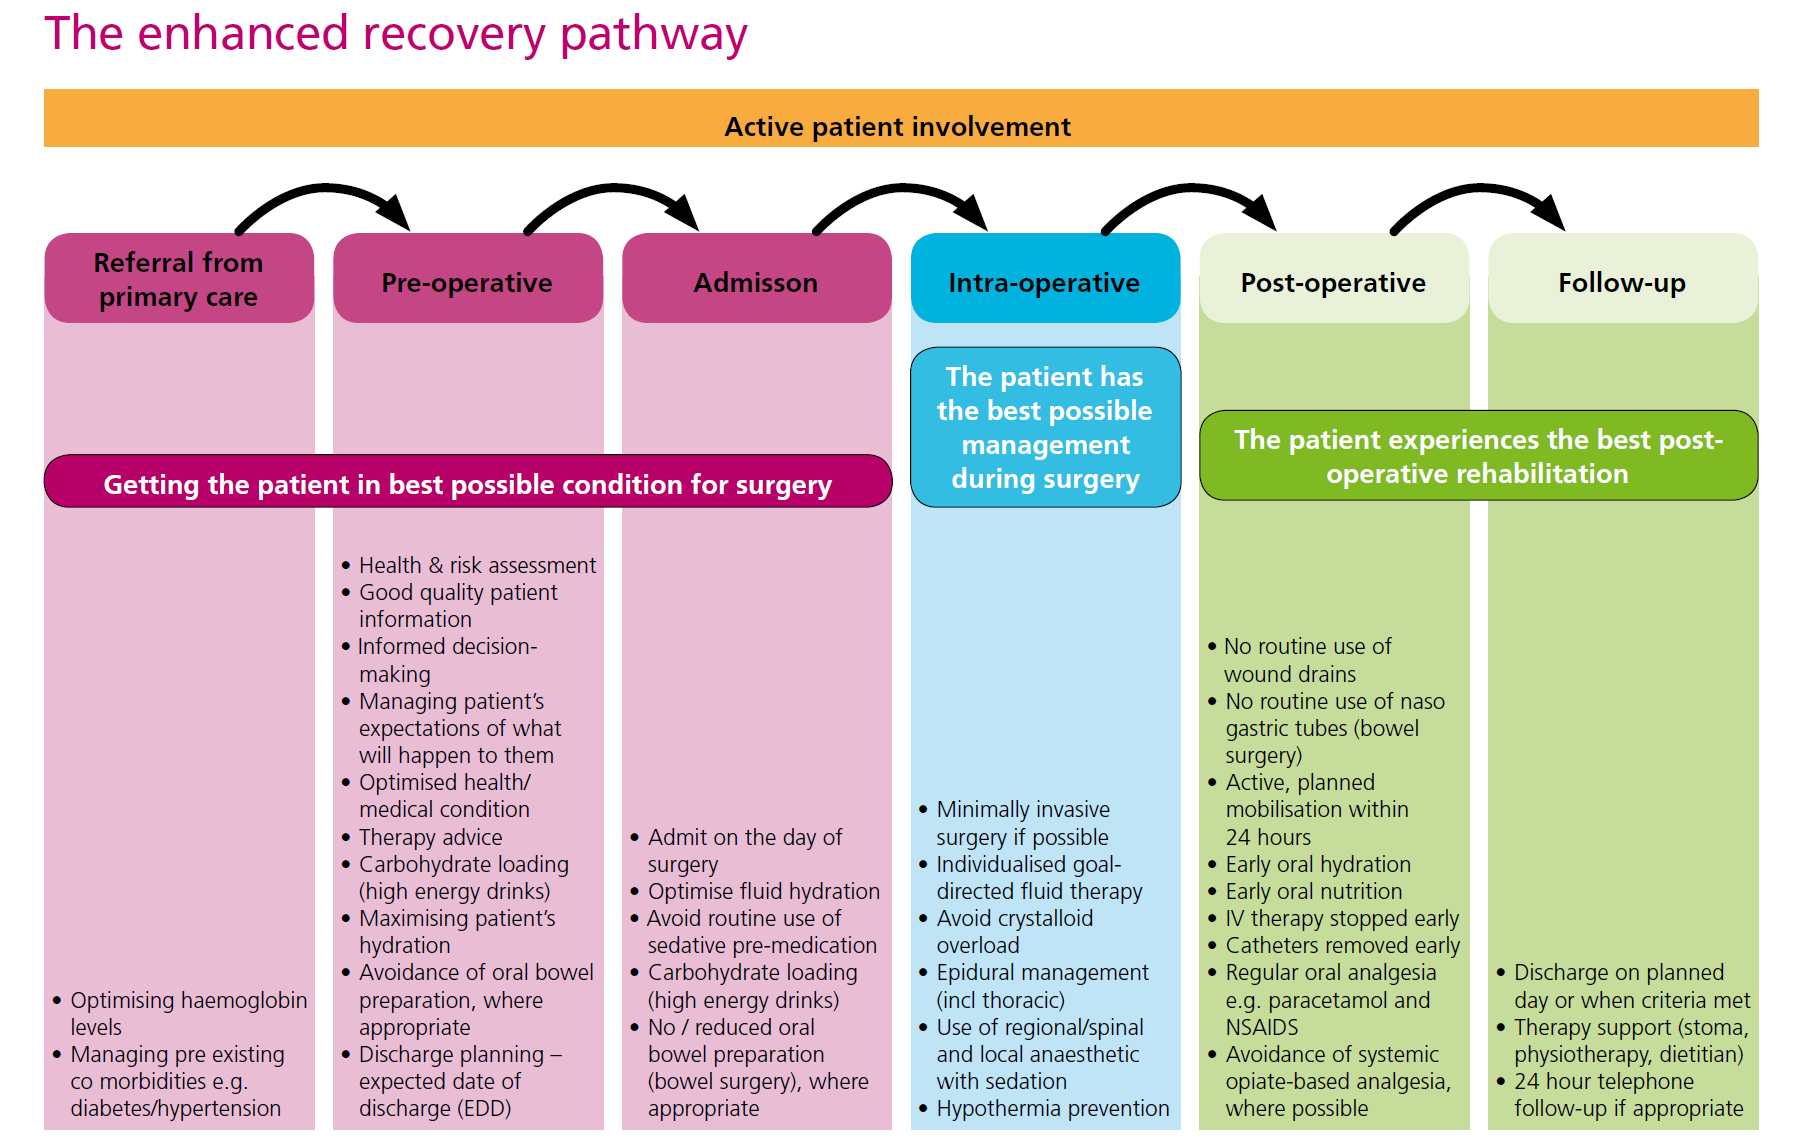 The enhanced recovery pathway
Active patient involvement
Referral from
primary care
Pre-operative
Admisson
Intra-operative
Post-operative
Follow-up
Getting the patient in best possible condition for surgery
The patient has
the best possible
management
during surgery
The patient experiences the best post-
operative rehabilitation
• Optimising haemoglobin
levels
• Managing pre existing
co morbidities e.g.
diabetes/hypertension
• Health & risk assessment
• Good quality patient
information
• Informed decision-
making
• Managing patient’s
expectations of what
will happen to them
• Optimised health/
medical condition
• Therapy advice
• Carbohydrate loading
(high energy drinks)
• Maximising patient’s
hydration
• Avoidance of oral bowel
preparation, where
appropriate
• Discharge planning –
expected date of
discharge (EDD)
• Admit on the day of
surgery
• Optimise fluid hydration
• Avoid routine use of
sedative pre-medication
• Carbohydrate loading
(high energy drinks)
• No / reduced oral
bowel preparation
(bowel surgery), where
appropriate
• Minimally invasive
surgery if possible
• Individualised goal-
directed fluid therapy
• Avoid crystalloid
overload
• Epidural management
(incl thoracic)
• Use of regional/spinal
and local anaesthetic
with sedation
• Hypothermia prevention
• No routine use of
wound drains
• No routine use of naso
gastric tubes (bowel
surgery)
• Active, planned
mobilisation within
24 hours
• Early oral hydration
• Early oral nutrition
• IV therapy stopped early
• Catheters removed early
• Regular oral analgesia
e.g. paracetamol and
NSAIDS
• Avoidance of systemic
opiate-based analgesia,
where possible
• Discharge on planned
day or when criteria met
• Therapy support (stoma,
physiotherapy, dietitian)
• 24 hour telephone
follow-up if appropriate